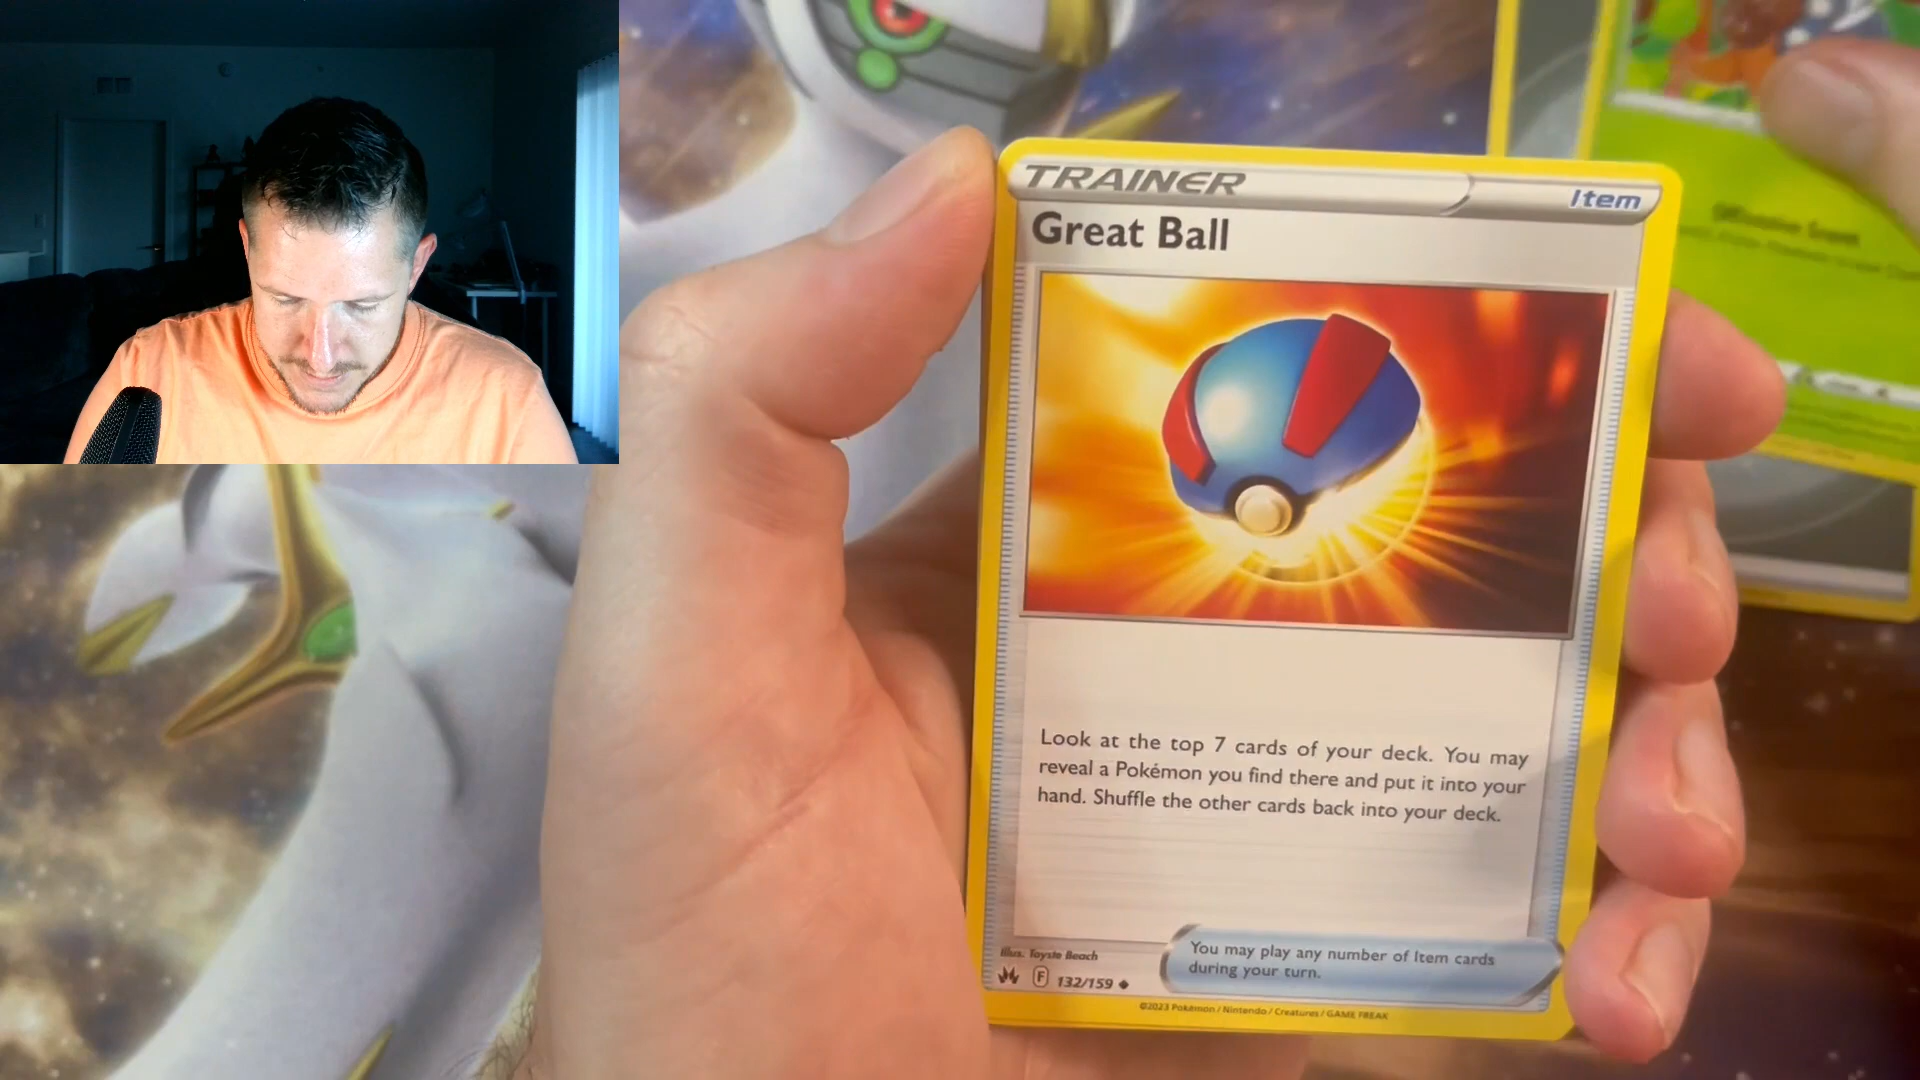 TRAINER
Item
Great Ball
Look at the top 7 cards of your deck. You may
reveal a Pokémon you find there and put it into your
hand. Shuffle the other cards back into your deck.
Illus. Toyste Beach
F 132/159
You may play any number of Item cards
during your turn.
©2023 Pokémon / Nintendo / Creatures / GAME FREAK